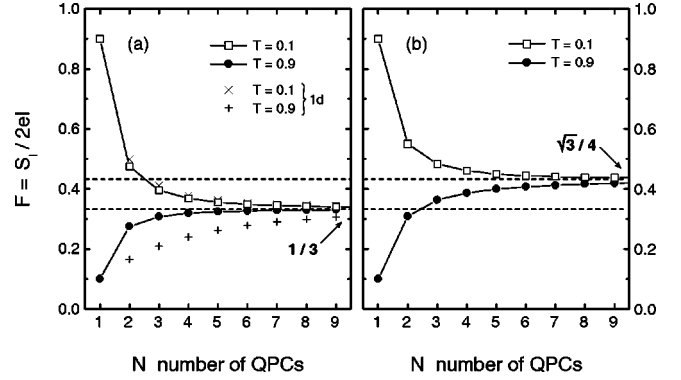 F = S_I / 2eI
1.0
0.8
0.6
0.4
0.2
0.0
(a)
T = 0.1
T = 0.9
T = 0.1
T = 0.9
} 1d
1 / 3
1 2 3 4 5 6 7 8 9
N number of QPCs
(b)
T = 0.1
T = 0.9
√3 / 4
1.0
0.8
0.6
0.4
0.2
0.0
1 2 3 4 5 6 7 8 9
N number of QPCs